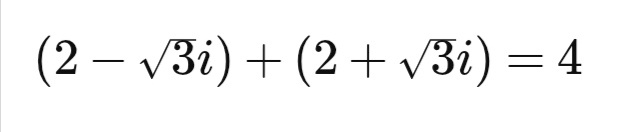 (2 − √3i) + (2 + √3i) = 4